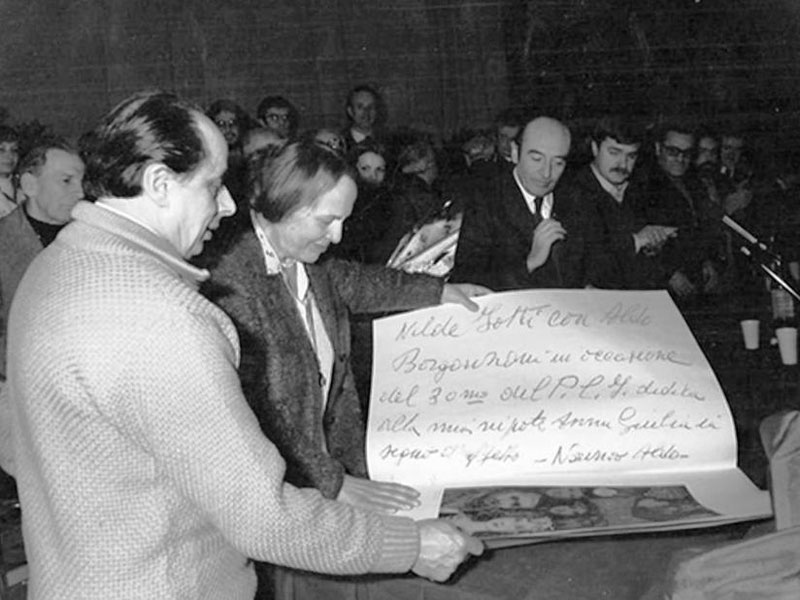 Nilde Jotti con Aldo
Borgonzoni in occasione
del 30mo del P.C.I. dedica
alla mia nipote Anna Giulia in
segno d'affetto - Nonno Aldo -